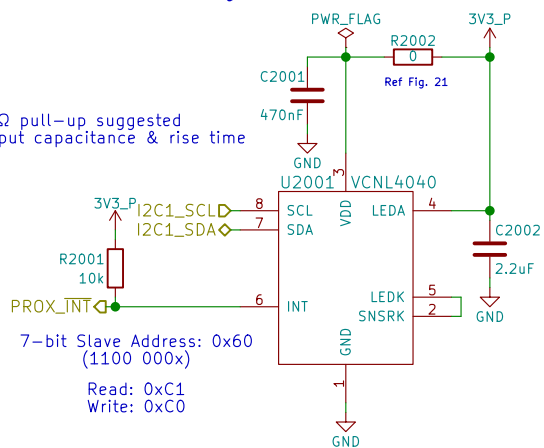 PWR_FLAG
3V3_P
R2002
0
Ref Fig. 21
C2001
470nF
GND
Ω pull-up suggested
put capacitance & rise time
U2001
VCNL4040
3
I2C1_SCL
8
SCL
VDD
LEDA
4
I2C1_SDA
7
SDA
3V3_P
C2002
2.2uF
GND
R2001
10k
PROX_INT
6
INT
LEDK
5
SNSRK
2
GND
1
GND
7-bit Slave Address: 0x60
(1100 000x)
Read: 0xC1
Write: 0xC0